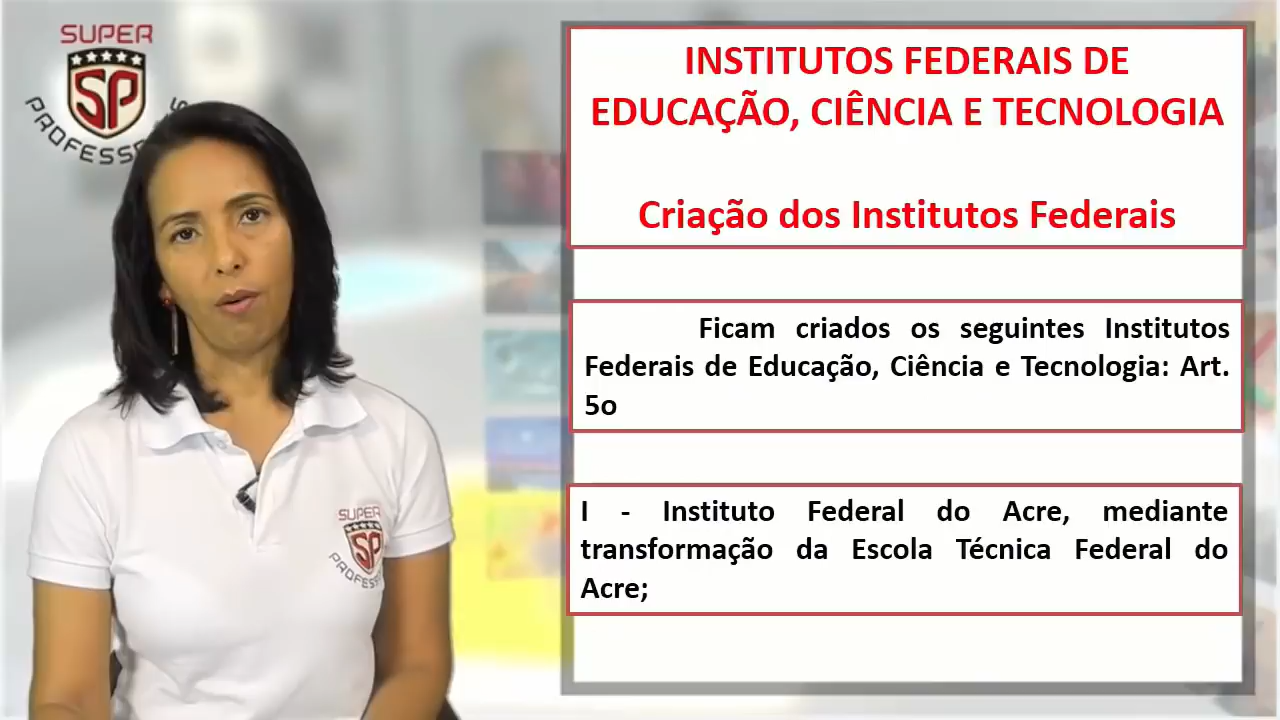 SUPER
SP
PROFESS
INSTITUTOS FEDERAIS DE
EDUCAÇÃO, CIÊNCIA E TECNOLOGIA
Criação dos Institutos Federais
Ficam criados os seguintes Institutos
Federais de Educação, Ciência e Tecnologia: Art.
5o
I - Instituto Federal do Acre, mediante
transformação da Escola Técnica Federal do
Acre;
SUPER
SP
PROFESS